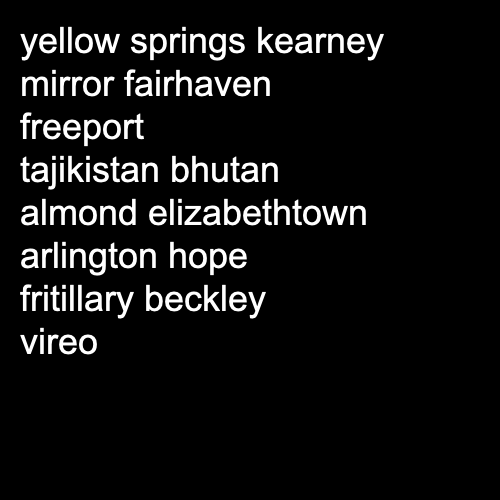 yellow springs kearney
mirror fairhaven
freeport
tajikistan bhutan
almond elizabethtown
arlington hope
fritillary beckley
vireo